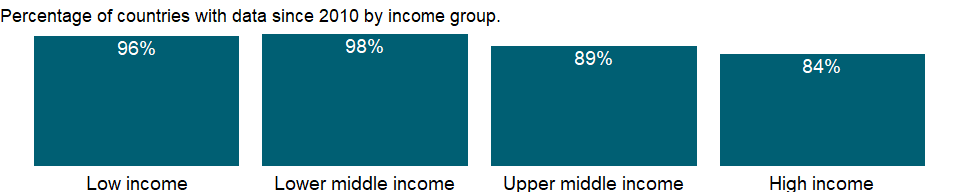 Percentage of countries with data since 2010 by income group.
96%
98%
89%
84%
Low income
Lower middle income
Upper middle income
High income